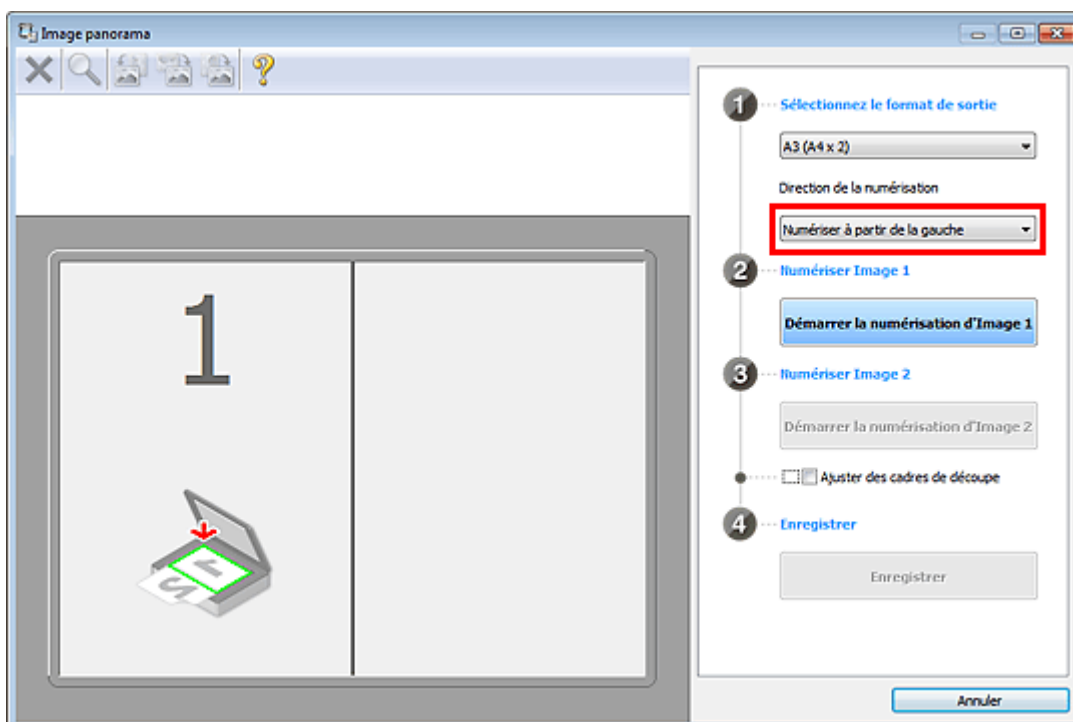 Image panorama
1 Sélectionnez le format de sortie
A3 (A4 x 2)
Direction de la numérisation
Numériser à partir de la gauche
2 Numériser Image 1
Démarrer la numérisation d'Image 1
3 Numériser Image 2
Démarrer la numérisation d'Image 2
Ajuster des cadres de découpe
4 Enregistrer
Enregistrer
Annuler
1
1
2